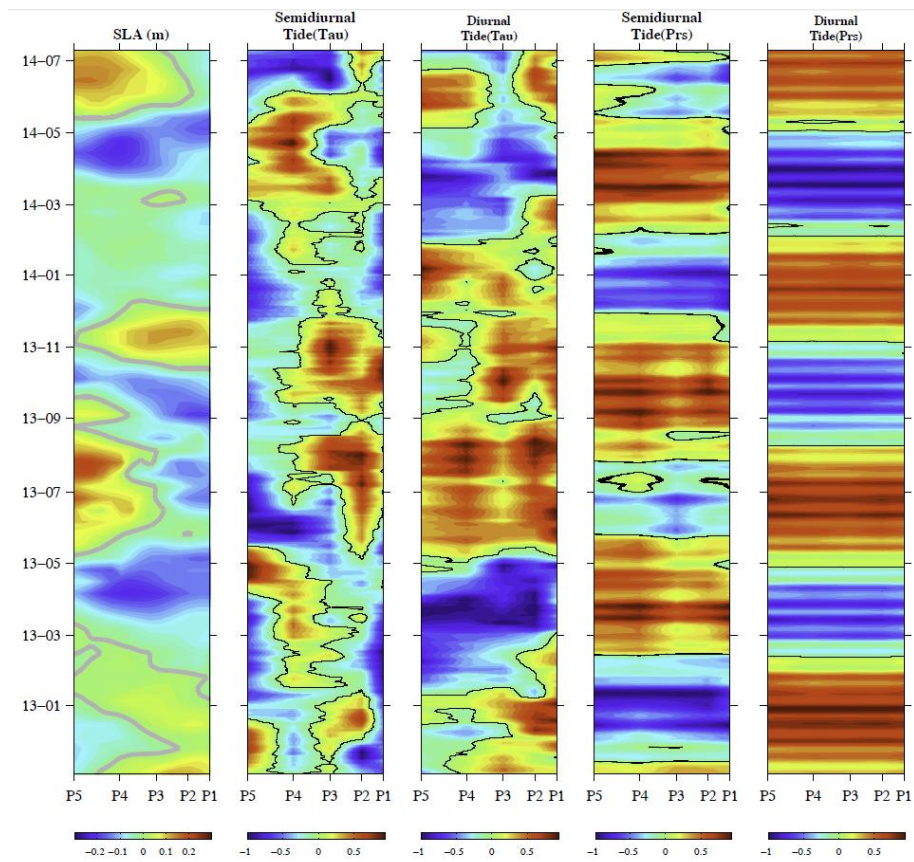 SLA (m)
Semidiurnal
Tide(Tau)
Diurnal
Tide(Tau)
Semidiurnal
Tide(Prs)
Diurnal
Tide(Prs)
14−07
14−05
14−03
14−01
13−11
13−09
13−07
13−05
13−03
13−01
P5 P4 P3 P2 P1
P5 P4 P3 P2 P1
P5 P4 P3 P2 P1
P5 P4 P3 P2 P1
P5 P4 P3 P2 P1
−0.2 −0.1 0 0.1 0.2
−1 −0.5 0 0.5
−1 −0.5 0 0.5
−1 −0.5 0 0.5
−1 −0.5 0 0.5